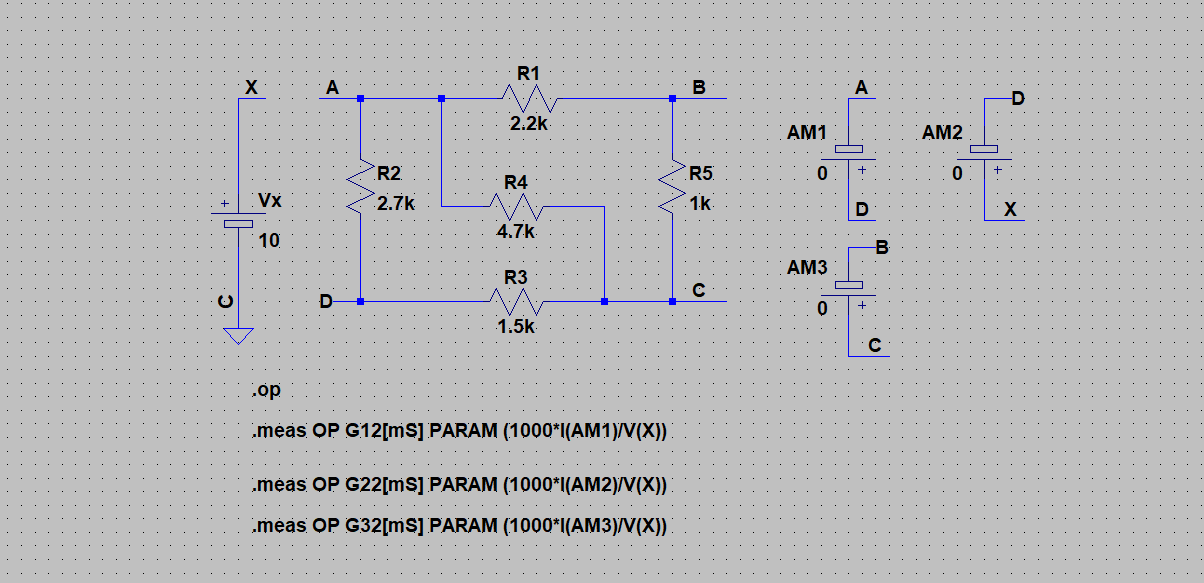 R1
X
A
B
A
D
2.2k
AM1
AM2
R2
R4
R5
0
+
0
+
+
Vx
2.7k
1k
D
X
4.7k
10
B
AM3
R3
C
D
C
0
+
1.5k
C
.op
.meas OP G12[mS] PARAM (1000*I(AM1)/V(X))
.meas OP G22[mS] PARAM (1000*I(AM2)/V(X))
.meas OP G32[mS] PARAM (1000*I(AM3)/V(X))